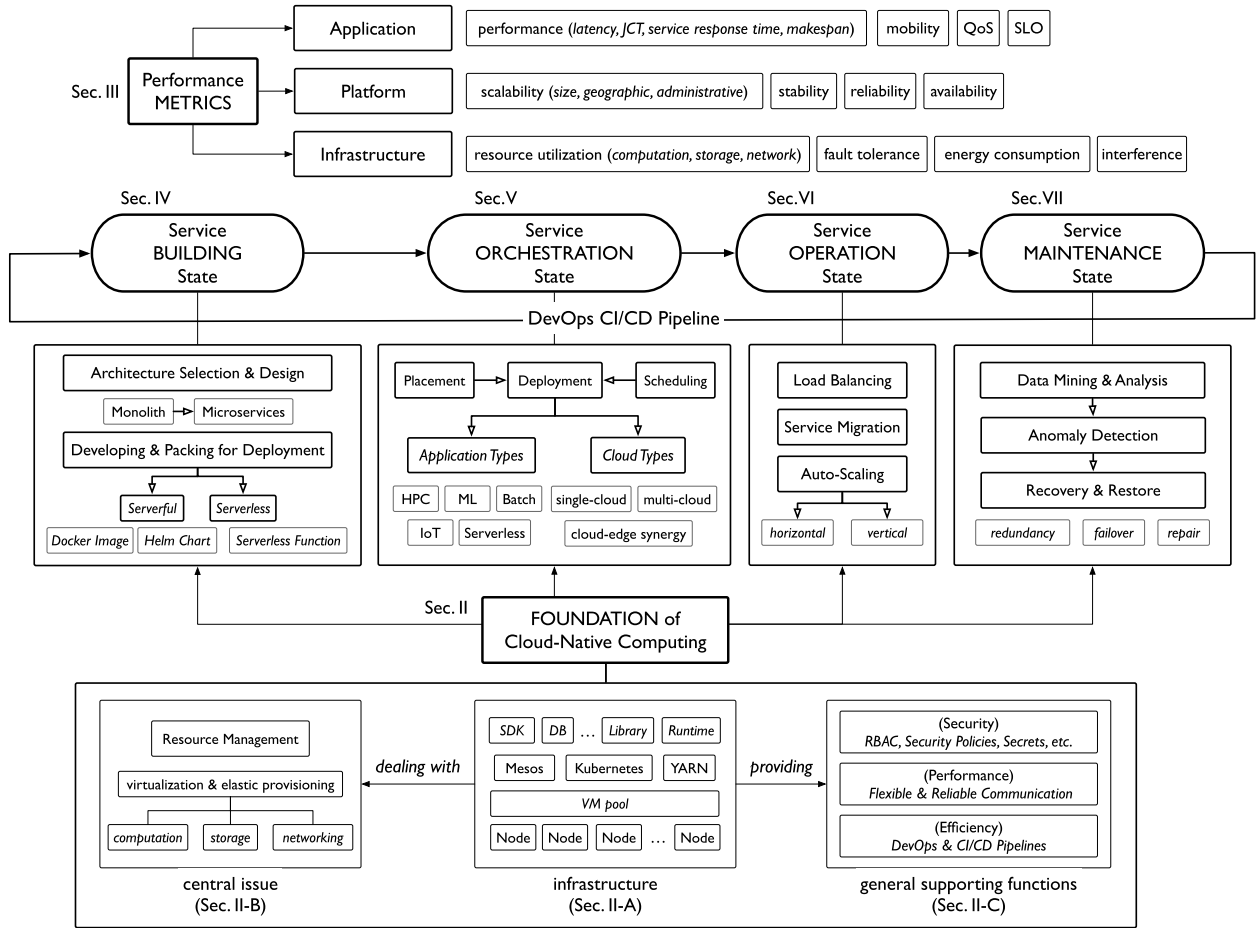 Application
performance (latency, JCT, service response time, makespan)
mobility
QoS
SLO
Sec. III
Performance
METRICS
Platform
scalability (size, geographic, administrative)
stability
reliability
availability
Infrastructure
resource utilization (computation, storage, network)
fault tolerance
energy consumption
interference
Sec. IV
Sec. V
Sec. VI
Sec. VII
Service
BUILDING
State
Service
ORCHESTRATION
State
Service
OPERATION
State
Service
MAINTENANCE
State
DevOps CI/CD Pipeline
Architecture Selection & Design
Monolith
Microservices
Developing & Packing for Deployment
Serverful
Serverless
Docker Image
Helm Chart
Serverless Function
Placement
Deployment
Scheduling
Application Types
Cloud Types
HPC
ML
Batch
single-cloud
multi-cloud
IoT
Serverless
cloud-edge synergy
Load Balancing
Service Migration
Auto-Scaling
horizontal
vertical
Data Mining & Analysis
Anomaly Detection
Recovery & Restore
redundancy
failover
repair
Sec. II
FOUNDATION of
Cloud-Native Computing
Resource Management
virtualization & elastic provisioning
computation
storage
networking
central issue
(Sec. II-B)
dealing with
SDK
DB
...
Library
Runtime
Mesos
Kubernetes
YARN
VM pool
Node
Node
Node
...
Node
infrastructure
(Sec. II-A)
providing
(Security)
RBAC, Security Policies, Secrets, etc.
(Performance)
Flexible & Reliable Communication
(Efficiency)
DevOps & CI/CD Pipelines
general supporting functions
(Sec. II-C)